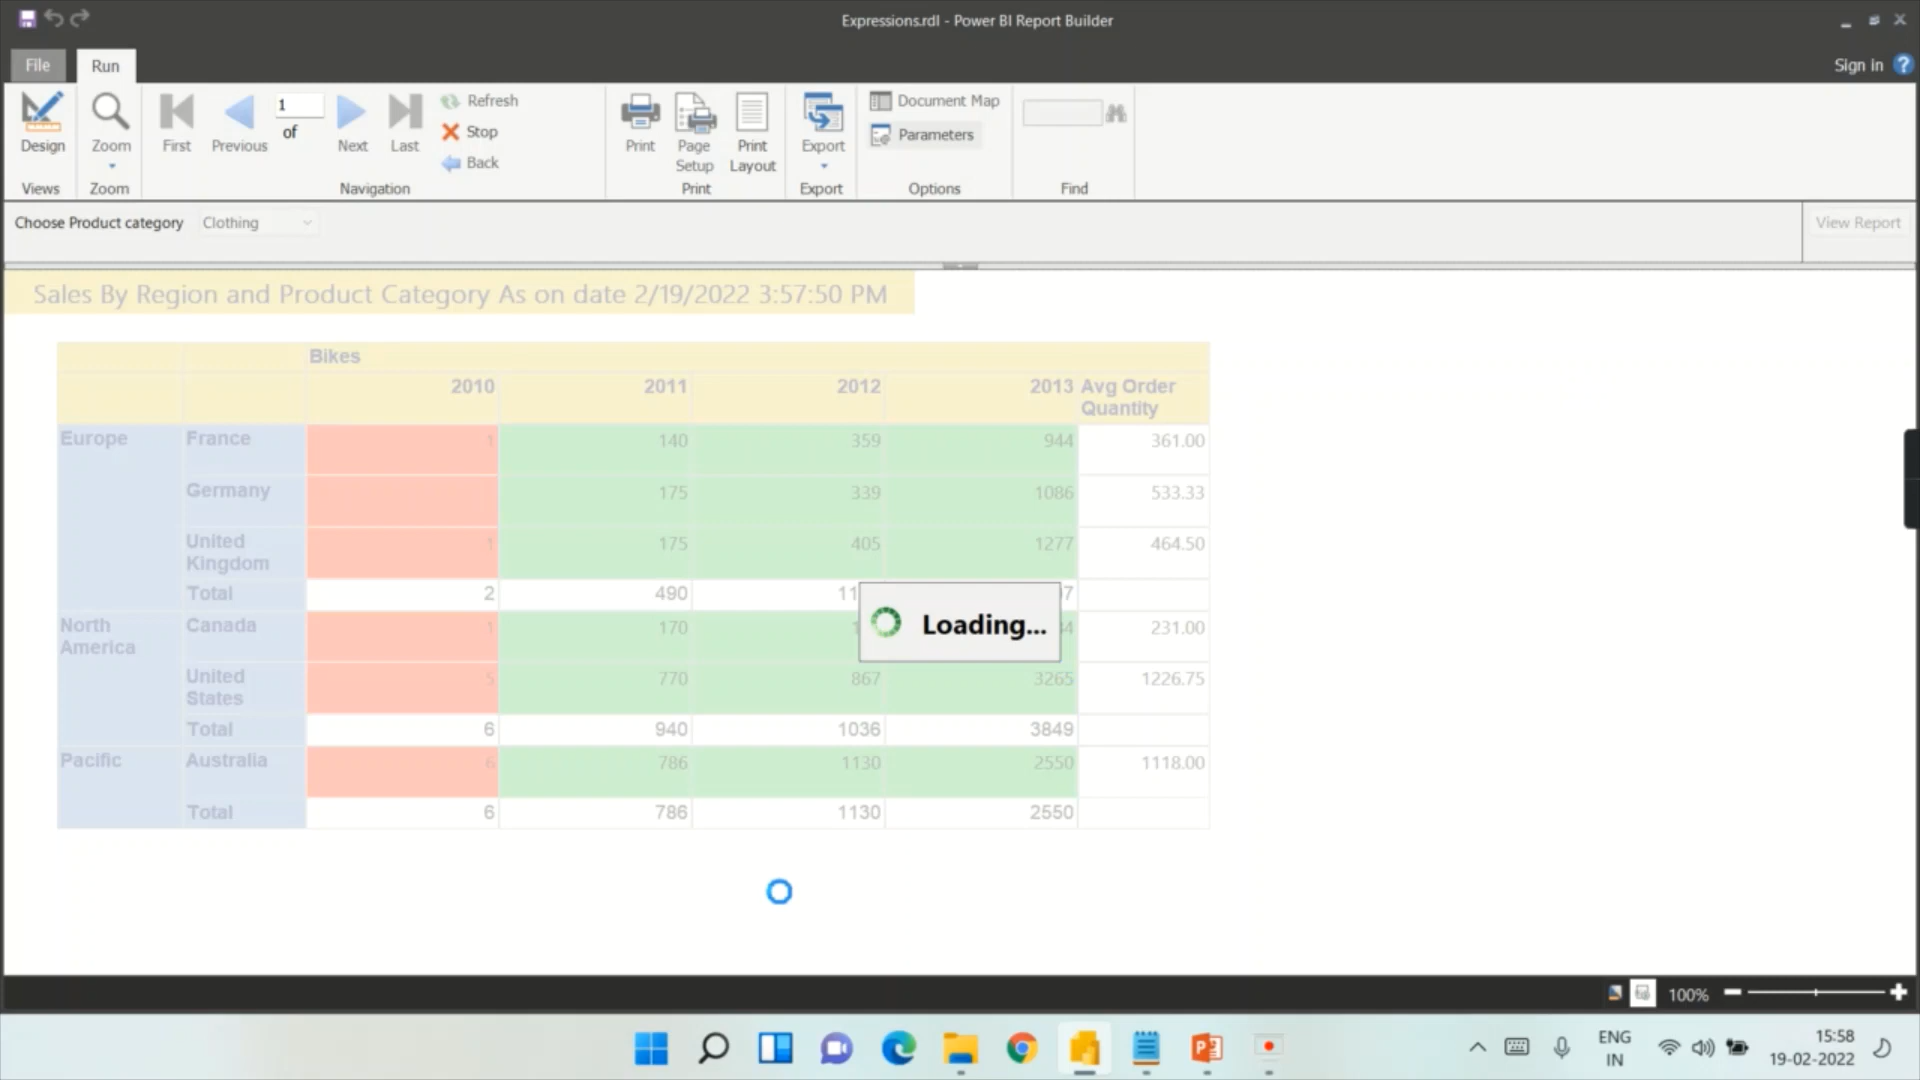 Expressions.rdl - Power BI Report Builder
File
Run
Sign in
?
Design
Zoom
First
Previous
1
of
Next
Last
Refresh
Stop
Back
Print
Page
Setup
Print
Layout
Export
Document Map
Parameters
Views
Zoom
Navigation
Print
Export
Options
Find
Choose Product category
Clothing
View Report
Sales By Region and Product Category As on date 2/19/2022 3:57:50 PM
Bikes
2010 2011 2012 2013 Avg Order
Quantity
Europe France 1 140 359 944 361.00
Germany 175 339 1086 533.33
United
Kingdom 1 175 405 1277 464.50
Total 2 490
North
America Canada 1 170 231.00
United
States 5 770 867 3265 1226.75
Total 6 940 1036 3849
Pacific Australia 6 786 1130 2550 1118.00
Total 6 786 1130 2550
Loading...
100%
ENG
IN
15:58
19-02-2022